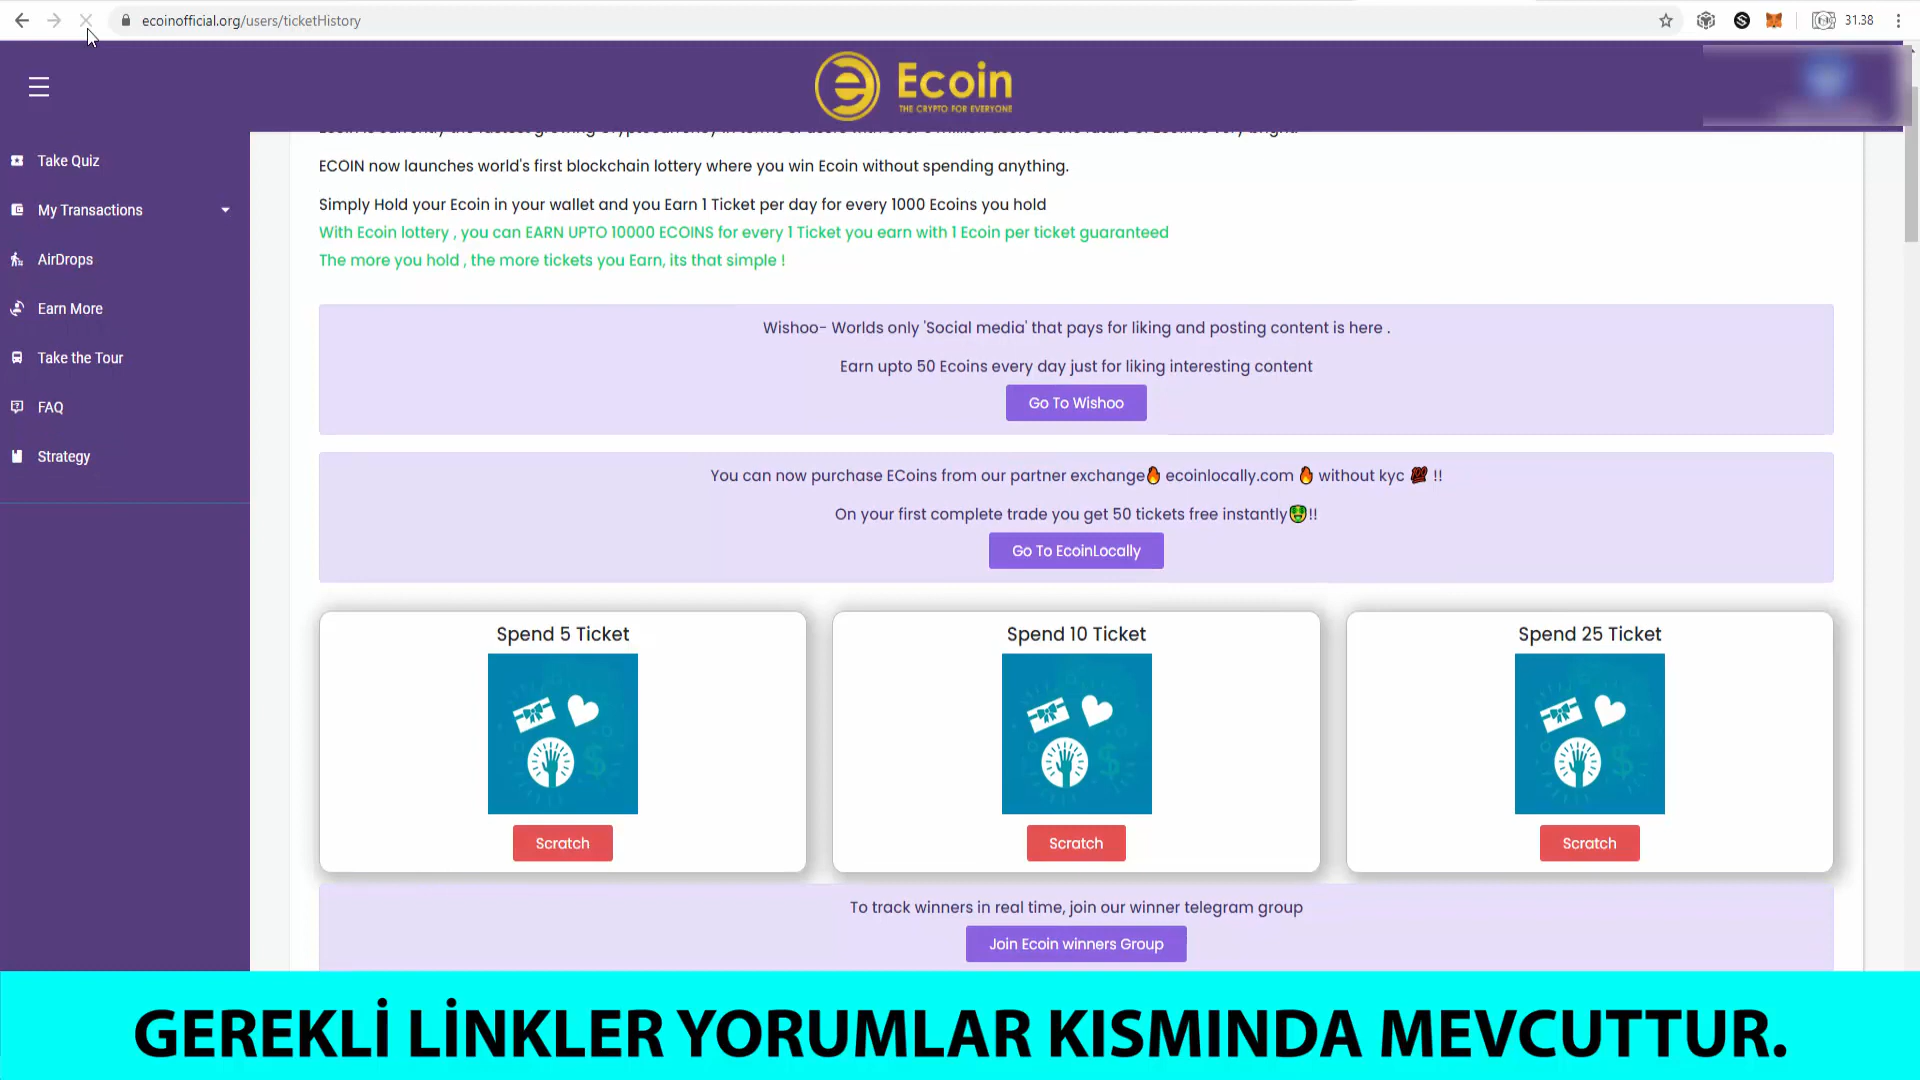 ecoinofficial.org/users/ticketHistory
31.38
Ecoin
THE CRYPTO FOR EVERYONE
Take Quiz
My Transactions
AirDrops
Earn More
Take the Tour
FAQ
Strategy
ECOIN now launches world's first blockchain lottery where you win Ecoin without spending anything.
Simply Hold your Ecoin in your wallet and you Earn 1 Ticket per day for every 1000 Ecoins you hold
With Ecoin lottery , you can EARN UPTO 10000 ECOINS for every 1 Ticket you earn with 1 Ecoin per ticket guaranteed
The more you hold , the more tickets you Earn, its that simple !
Wishoo- Worlds only 'Social media' that pays for liking and posting content is here .
Earn upto 50 Ecoins every day just for liking interesting content
Go To Wishoo
You can now purchase ECoins from our partner exchange🔥 ecoinlocally.com 🔥 without kyc 💯 !!
On your first complete trade you get 50 tickets free instantly🤑!!
Go To EcoinLocally
Spend 5 Ticket
Scratch
Spend 10 Ticket
Scratch
Spend 25 Ticket
Scratch
To track winners in real time, join our winner telegram group
Join Ecoin winners Group
GEREKLİ LİNKLER YORUMLAR KISMINDA MEVCUTTUR.